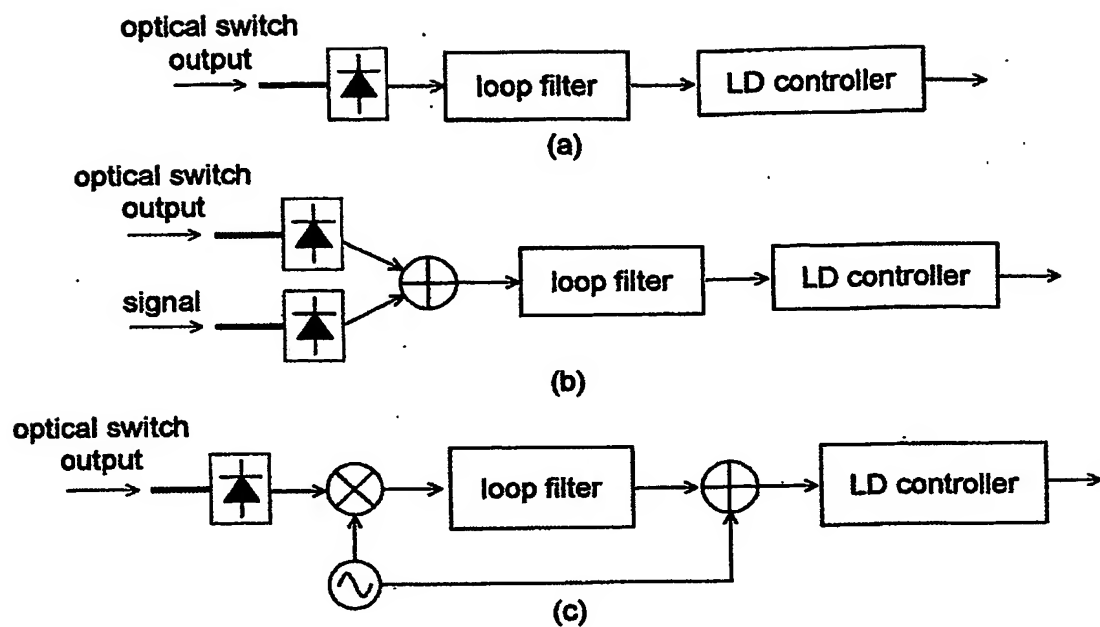 optical switch
output
loop filter
LD controller
(a)
optical switch
output
loop filter
LD controller
signal
(b)
optical switch
output
loop filter
LD controller
(c)